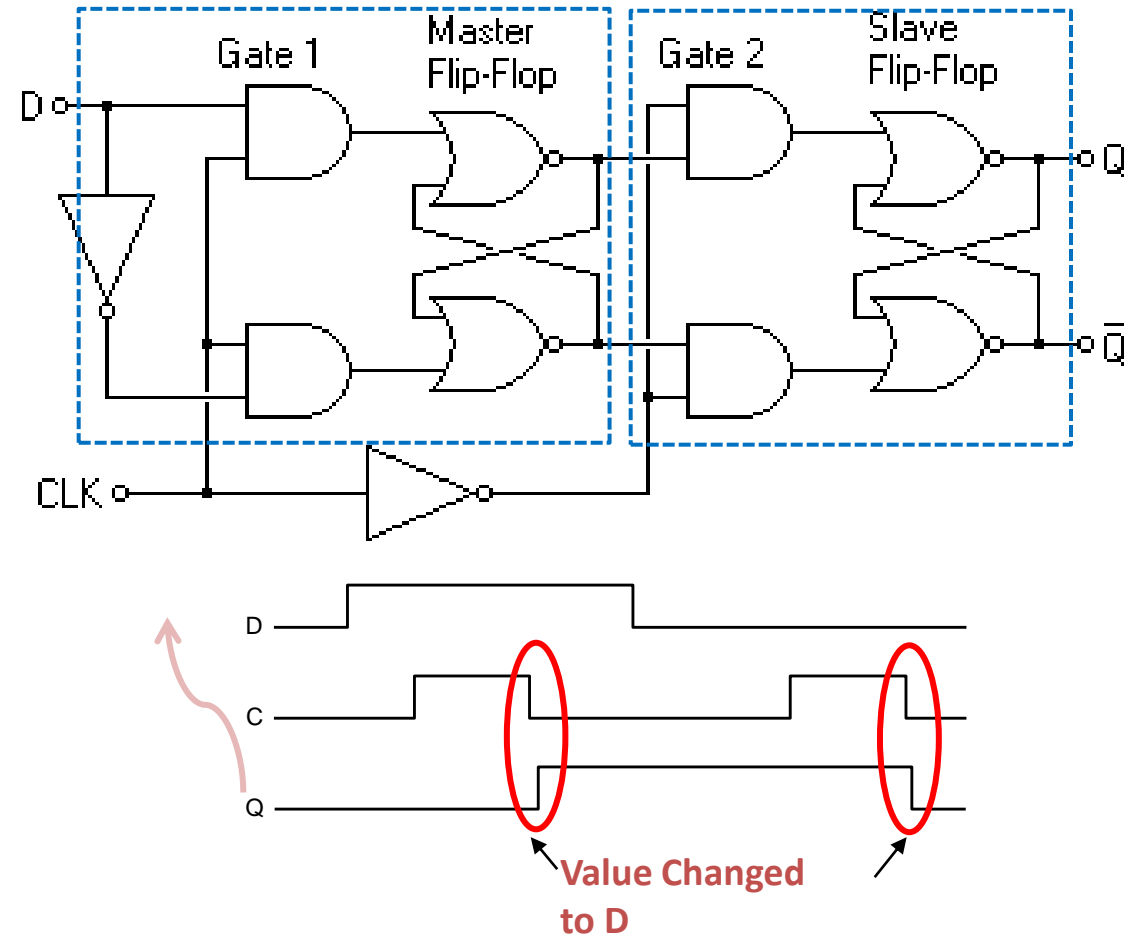 Gate 1
Master
Flip-Flop
Gate 2
Slave
Flip-Flop
D
Q
Q̅
CLK
D
C
Q
Value Changed
to D